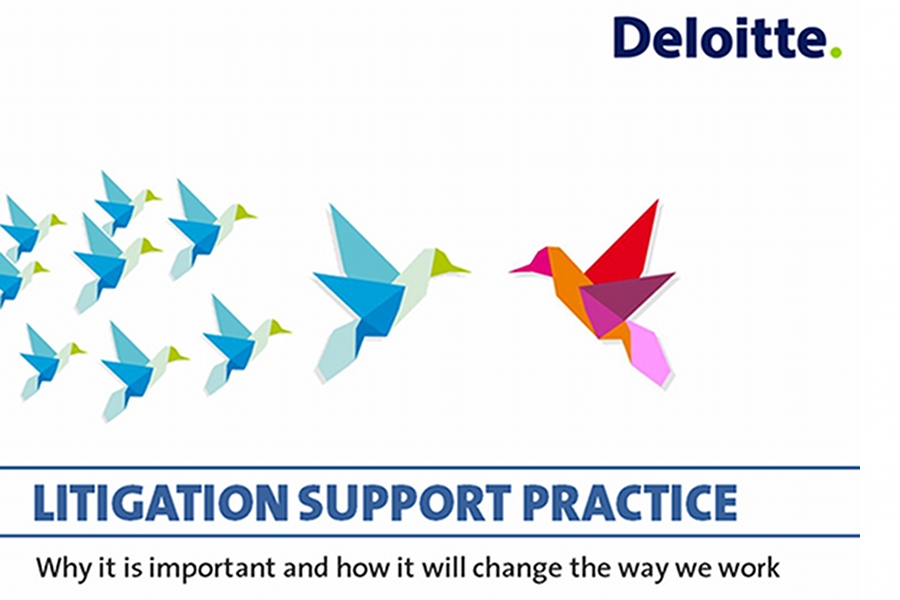 Deloitte.
LITIGATION SUPPORT PRACTICE
Why it is important and how it will change the way we work